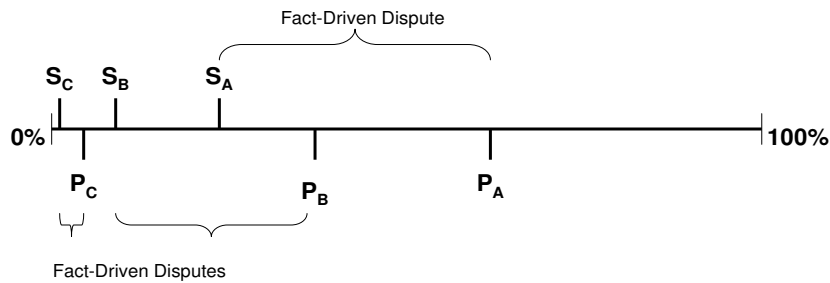 Fact-Driven Dispute
S_C S_B S_A
0% 100%
P_C P_B P_A
Fact-Driven Disputes